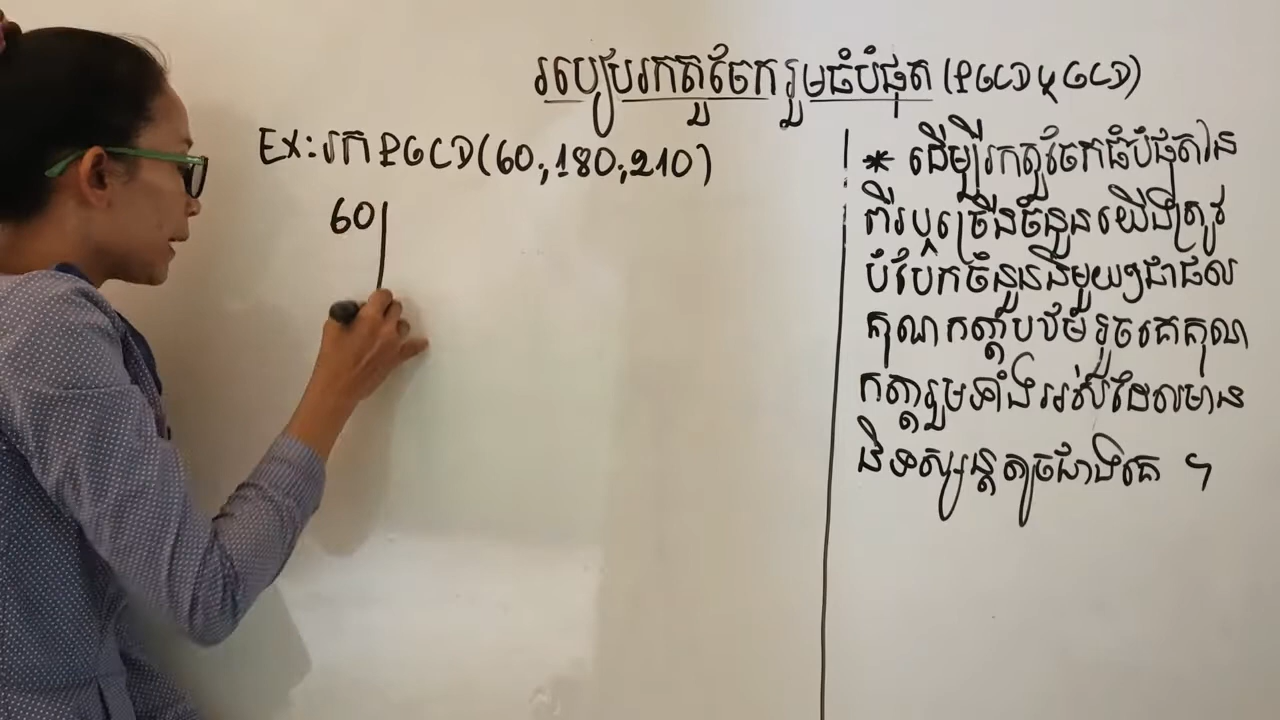 របៀបរកតួចែករួមធំបំផុត (PGCD ឬ GCD)
Ex: រក PGCD(60,180,210)
60
* ដើម្បីរកតួចែកធំបំផុតនៃ
ពីរឬច្រើនចំនួនយើងត្រូវ
បំបែកចំនួននីមួយៗជាផល
គុណកត្តាបឋម រួចគេគុណ
កត្តារួមទាំងអស់ដែលមាន
និទស្សន្តតូចជាងគេ ។